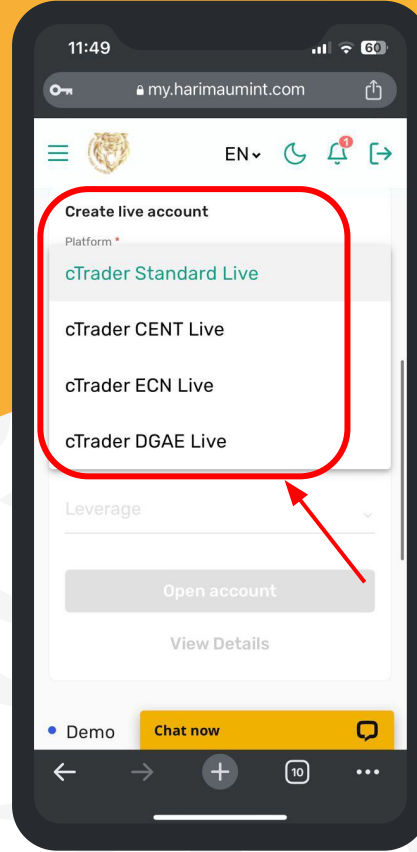 11:49
60
my.harimaumint.com
EN
1
Create live account
Platform *
cTrader Standard Live
cTrader CENT Live
cTrader ECN Live
cTrader DGAE Live
Leverage
Open account
View Details
Demo
Chat now
10